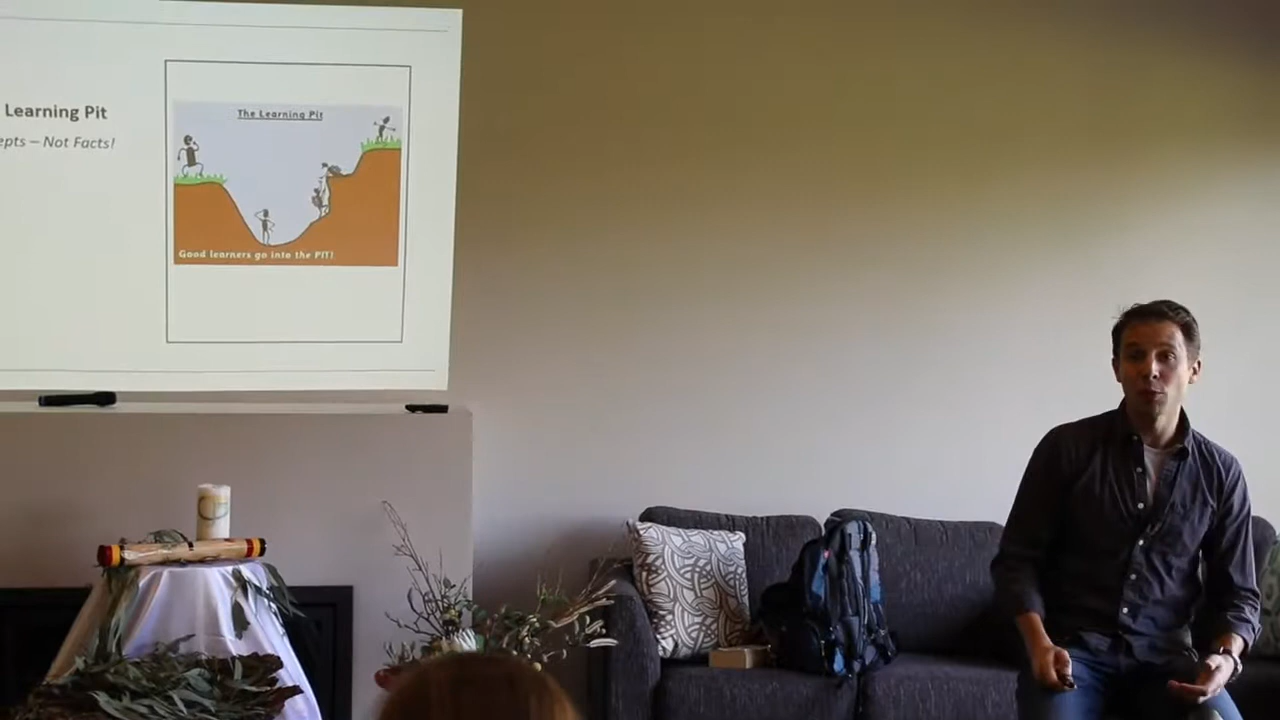 Learning Pit
epts – Not Facts!
The Learning Pit
Good learners go into the PIT!